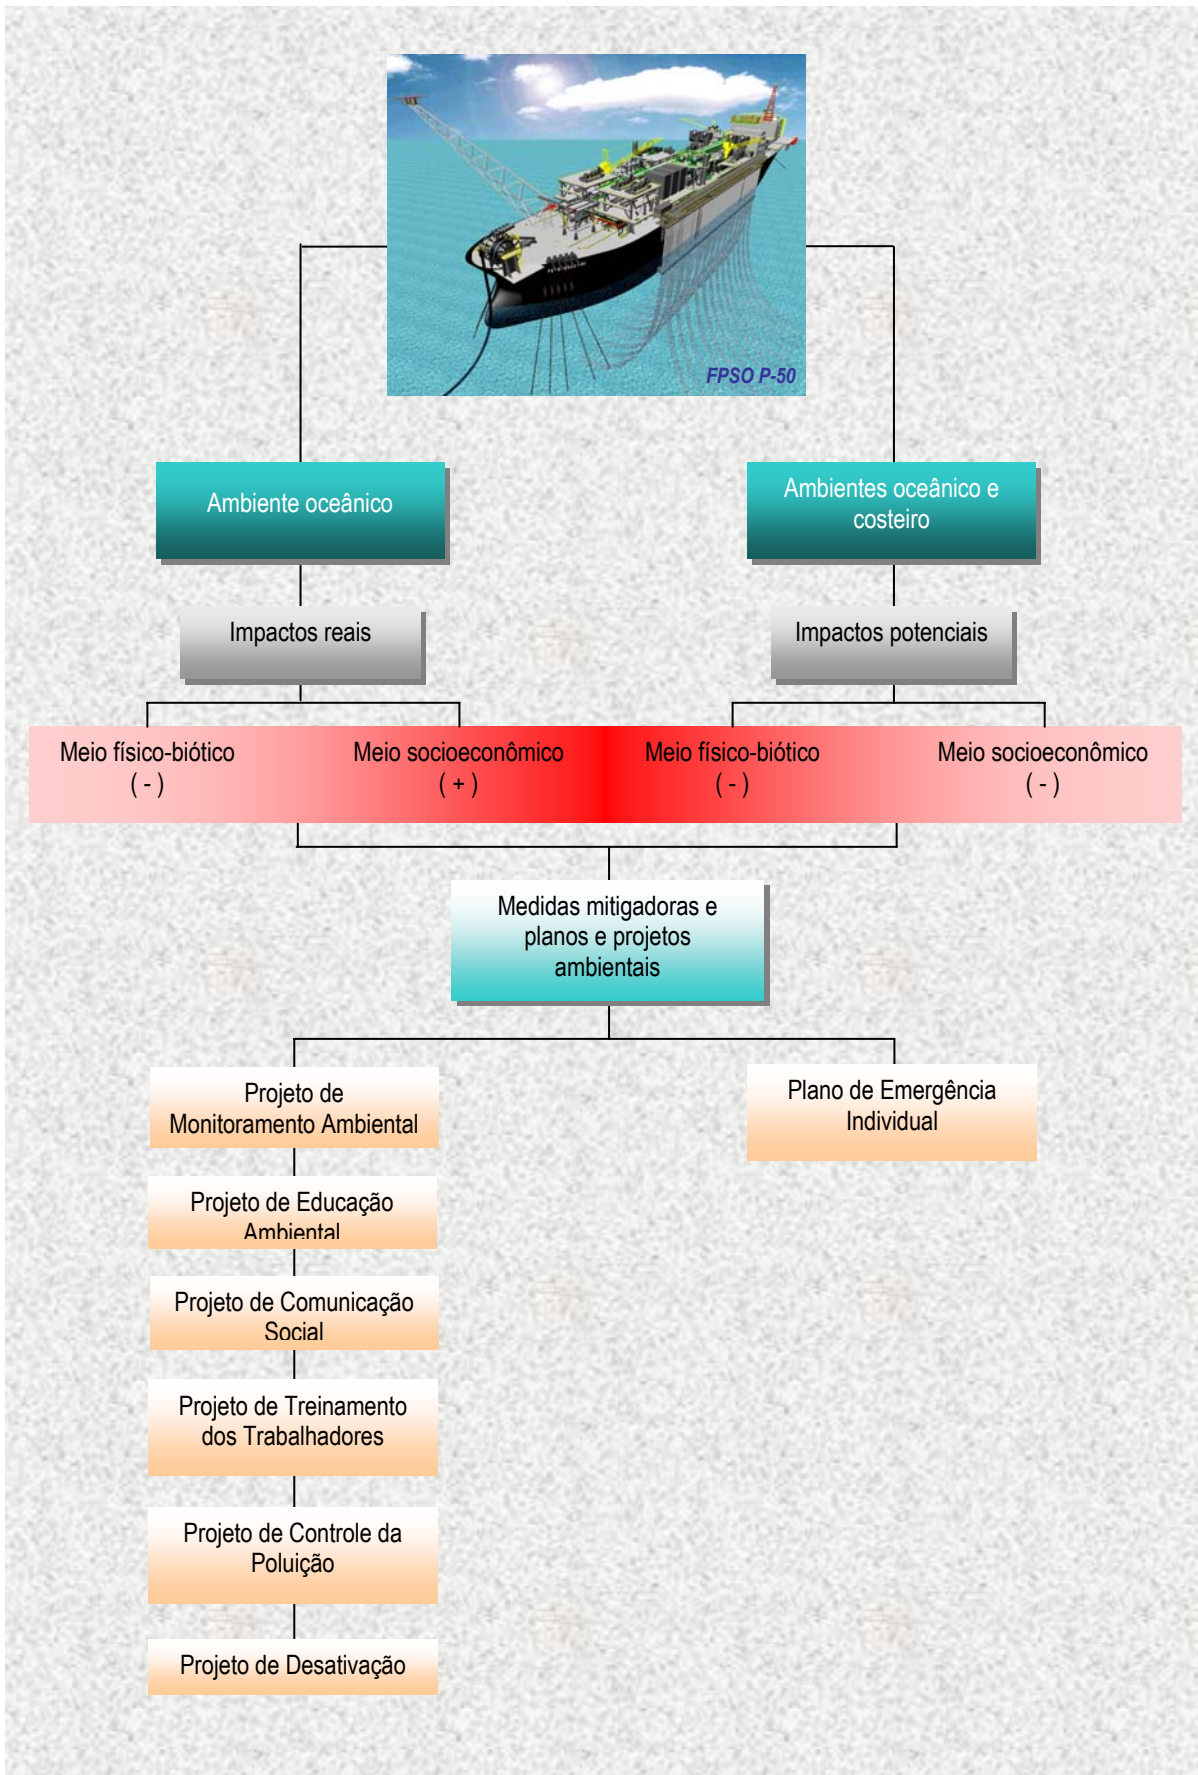 FPSO P-50
Ambiente oceânico
Ambientes oceânico e
costeiro
Impactos reais
Impactos potenciais
Meio físico-biótico
( - )
Meio socioeconômico
( + )
Meio físico-biótico
( - )
Meio socioeconômico
( - )
Medidas mitigadoras e
planos e projetos
ambientais
Projeto de
Monitoramento Ambiental
Plano de Emergência
Individual
Projeto de Educação
Ambiental
Projeto de Comunicação
Social
Projeto de Treinamento
dos Trabalhadores
Projeto de Controle da
Poluição
Projeto de Desativação